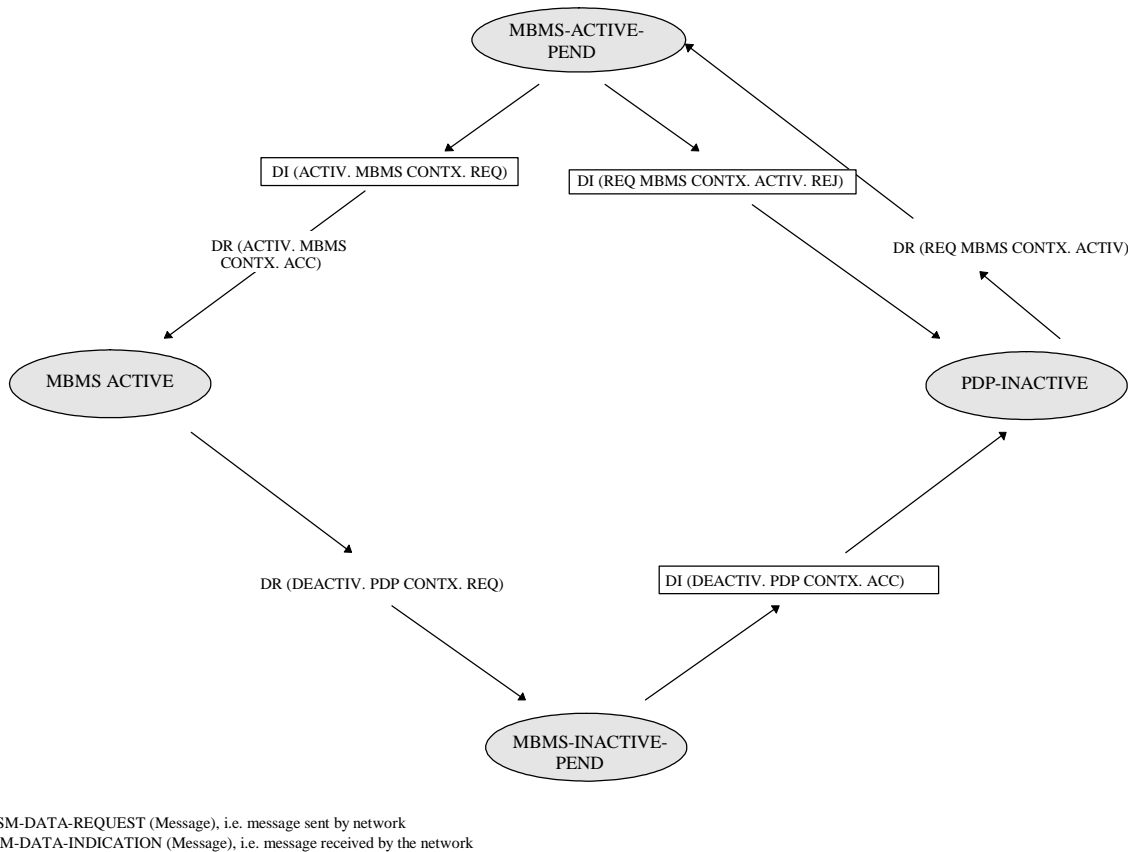 MBMS-ACTIVE-
PEND
DI (ACTIV. MBMS CONTX. REQ)
DI (REQ MBMS CONTX. ACTIV. REJ)
DR (ACTIV. MBMS
CONTX. ACC)
DR (REQ MBMS CONTX. ACTIV)
MBMS ACTIVE
PDP-INACTIVE
DR (DEACTIV. PDP CONTX. REQ)
DI (DEACTIV. PDP CONTX. ACC)
MBMS-INACTIVE-
PEND
SM-DATA-REQUEST (Message), i.e. message sent by network
M-DATA-INDICATION (Message), i.e. message received by the network